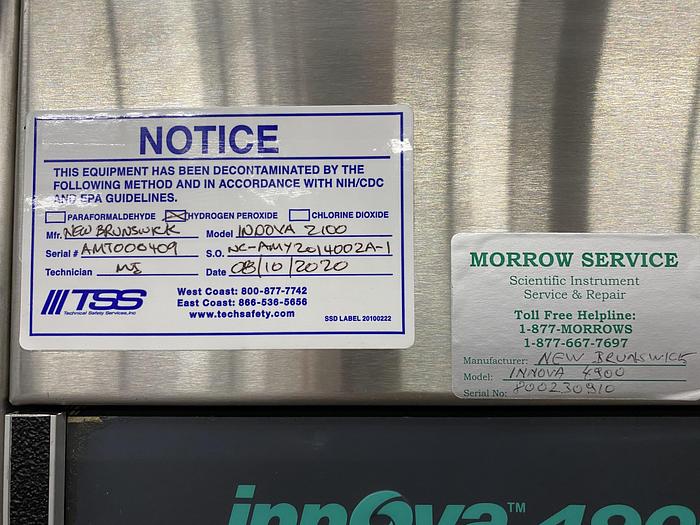 NOTICE
THIS EQUIPMENT HAS BEEN DECONTAMINATED BY THE
FOLLOWING METHOD AND IN ACCORDANCE WITH NIH/CDC
AND EPA GUIDELINES.
PARAFORMALDEHYDE HYDROGEN PEROXIDE CHLORINE DIOXIDE
Mfr. NEW BRUNSWICK Model INNOVA 2100
Serial # AMT000409 S.O. NC-AMY2014002A-1
Technician Date 08/10/2020
TSS
Technical Safety Services, Inc
West Coast: 800-877-7742
East Coast: 866-536-5656
www.techsafety.com
SSD LABEL 20100222
MORROW SERVICE
Scientific Instrument
Service & Repair
Toll Free Helpline:
1-877-MORROWS
1-877-667-7697
Manufacturer: NEW BRUNSWICK
Model: INNOVA 4900
Serial No: 800230910
innova™